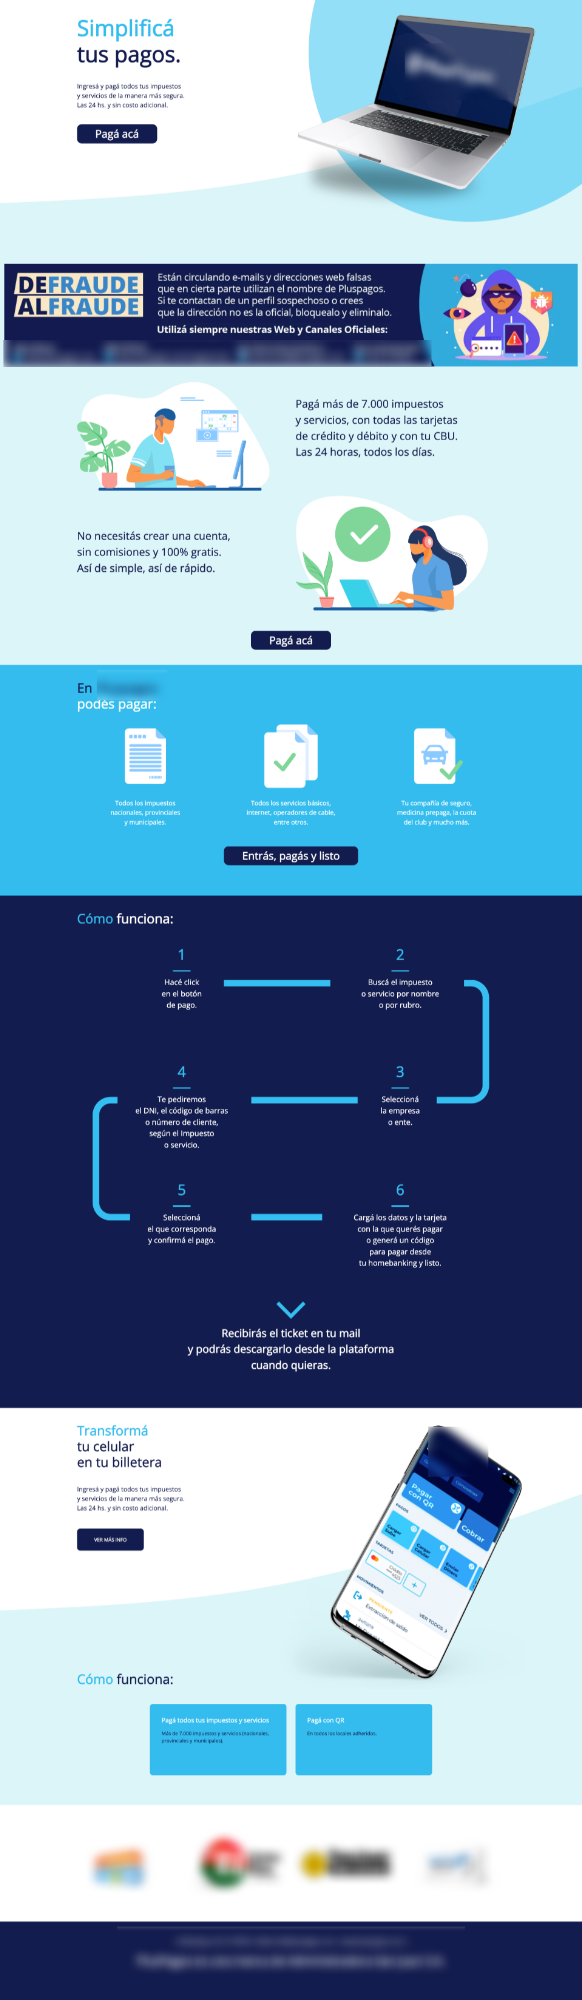 Simplificá
tus pagos.
Ingresá y pagá todos tus impuestos
y servicios de la manera más segura.
Las 24 hs. y sin costo adicional.
Pagá acá
DEFRAUDE
ALFRAUDE
Están circulando e-mails y direcciones web falsas
que en cierta parte utilizan el nombre de Pluspagos.
Si te contactan de un perfil sospechoso o crees
que la dirección no es la oficial, bloquealo y eliminalo.
Utilizá siempre nuestras Web y Canales Oficiales:
Pagá más de 7.000 impuestos
y servicios, con todas las tarjetas
de crédito y débito y con tu CBU.
Las 24 horas, todos los días.
No necesitás crear una cuenta,
sin comisiones y 100% gratis.
Así de simple, así de rápido.
Pagá acá
En
podés pagar:
Todos los impuestos
nacionales, provinciales
y municipales.
Todos los servicios básicos,
internet, operadores de cable,
entre otros.
Tu compañía de seguro,
medicina prepaga, la cuota
del club y mucho más.
Entrás, pagás y listo
Cómo funciona:
1
Hacé click
en el botón
de pago.
2
Buscá el impuesto
o servicio por nombre
o por rubro.
3
Seleccioná
la empresa
o ente.
4
Te pediremos
el DNI, el código de barras
o número de cliente,
según el Impuesto
o servicio.
5
Seleccioná
el que corresponda
y confirmá el pago.
6
Cargá los datos y la tarjeta
con la que querés pagar
o generá un código
para pagar desde
tu homebanking y listo.
Recibirás el ticket en tu mail
y podrás descargarlo desde la plataforma
cuando quieras.
Transformá
tu celular
en tu billetera
Ingresá y pagá todos tus impuestos
y servicios de la manera más segura.
Las 24 hs. y sin costo adicional.
VER MÁS INFO
Pagar
con QR
Cobrar
Cargar
Cargar
Celular
Enviar
Dinero
TARJETAS
VER TODOS
Extracción de saldo
Cómo funciona:
Pagá todos tus impuestos y servicios
Más de 7.000 impuestos y servicios (nacionales,
provinciales y municipales).
Pagá con QR
En todos los locales adheridos.